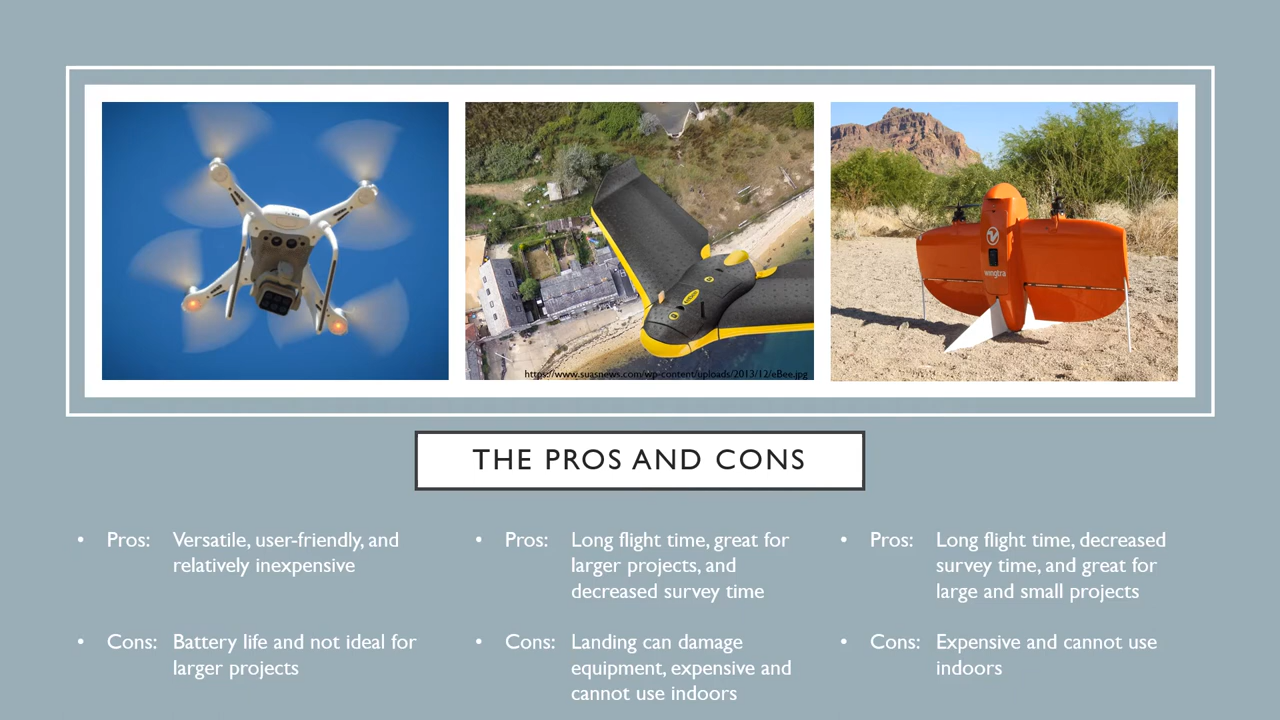 wingtra
https://www.suasnews.com/wp-content/uploads/2013/12/eBee.jpg
THE PROS AND CONS
• Pros: Versatile, user-friendly, and
relatively inexpensive
• Cons: Battery life and not ideal for
larger projects
• Pros: Long flight time, great for
larger projects, and
decreased survey time
• Cons: Landing can damage
equipment, expensive and
cannot use indoors
• Pros: Long flight time, decreased
survey time, and great for
large and small projects
• Cons: Expensive and cannot use
indoors